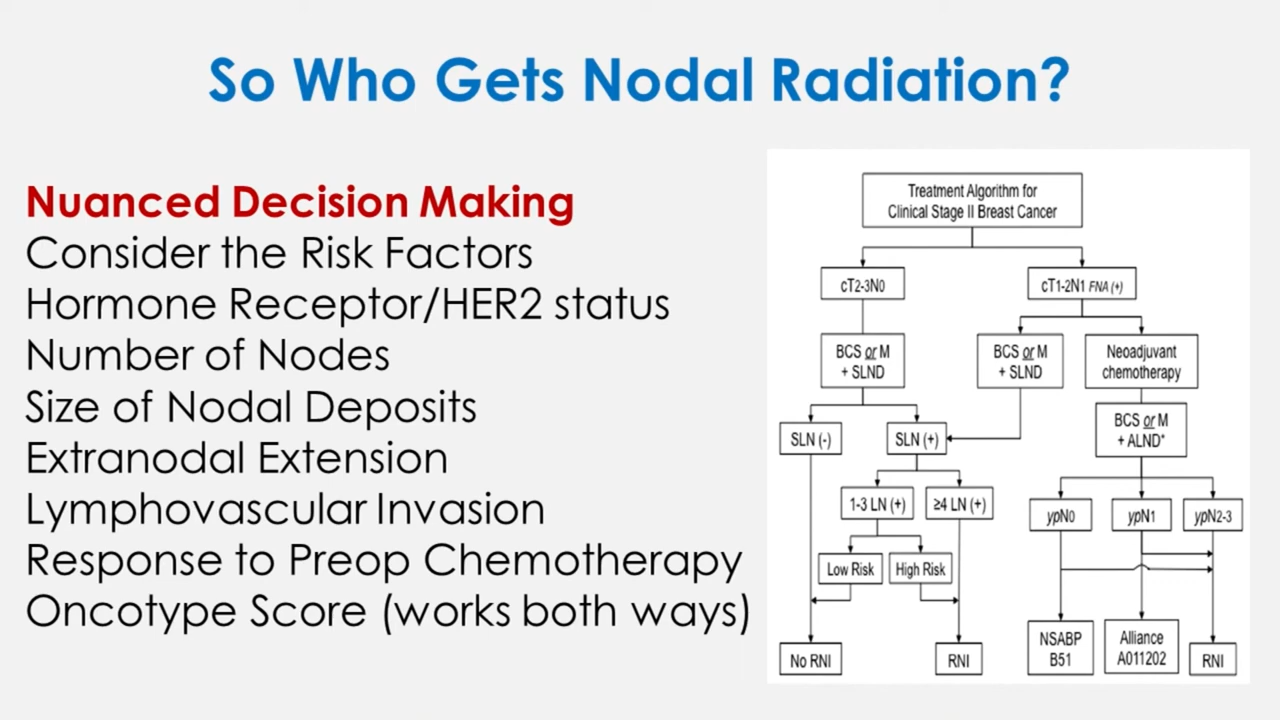 So Who Gets Nodal Radiation?
Nuanced Decision Making
Consider the Risk Factors
Hormone Receptor/HER2 status
Number of Nodes
Size of Nodal Deposits
Extranodal Extension
Lymphovascular Invasion
Response to Preop Chemotherapy
Oncotype Score (works both ways)
Treatment Algorithm for
Clinical Stage II Breast Cancer
cT2-3N0
cT1-2N1 FNA (+)
BCS or M
+ SLND
BCS or M
+ SLND
Neoadjuvant
chemotherapy
BCS or M
+ ALND*
SLN (-)
SLN (+)
1-3 LN (+)
≥4 LN (+)
ypN0
ypN1
ypN2-3
Low Risk
High Risk
No RNI
RNI
NSABP
B51
Alliance
A011202
RNI